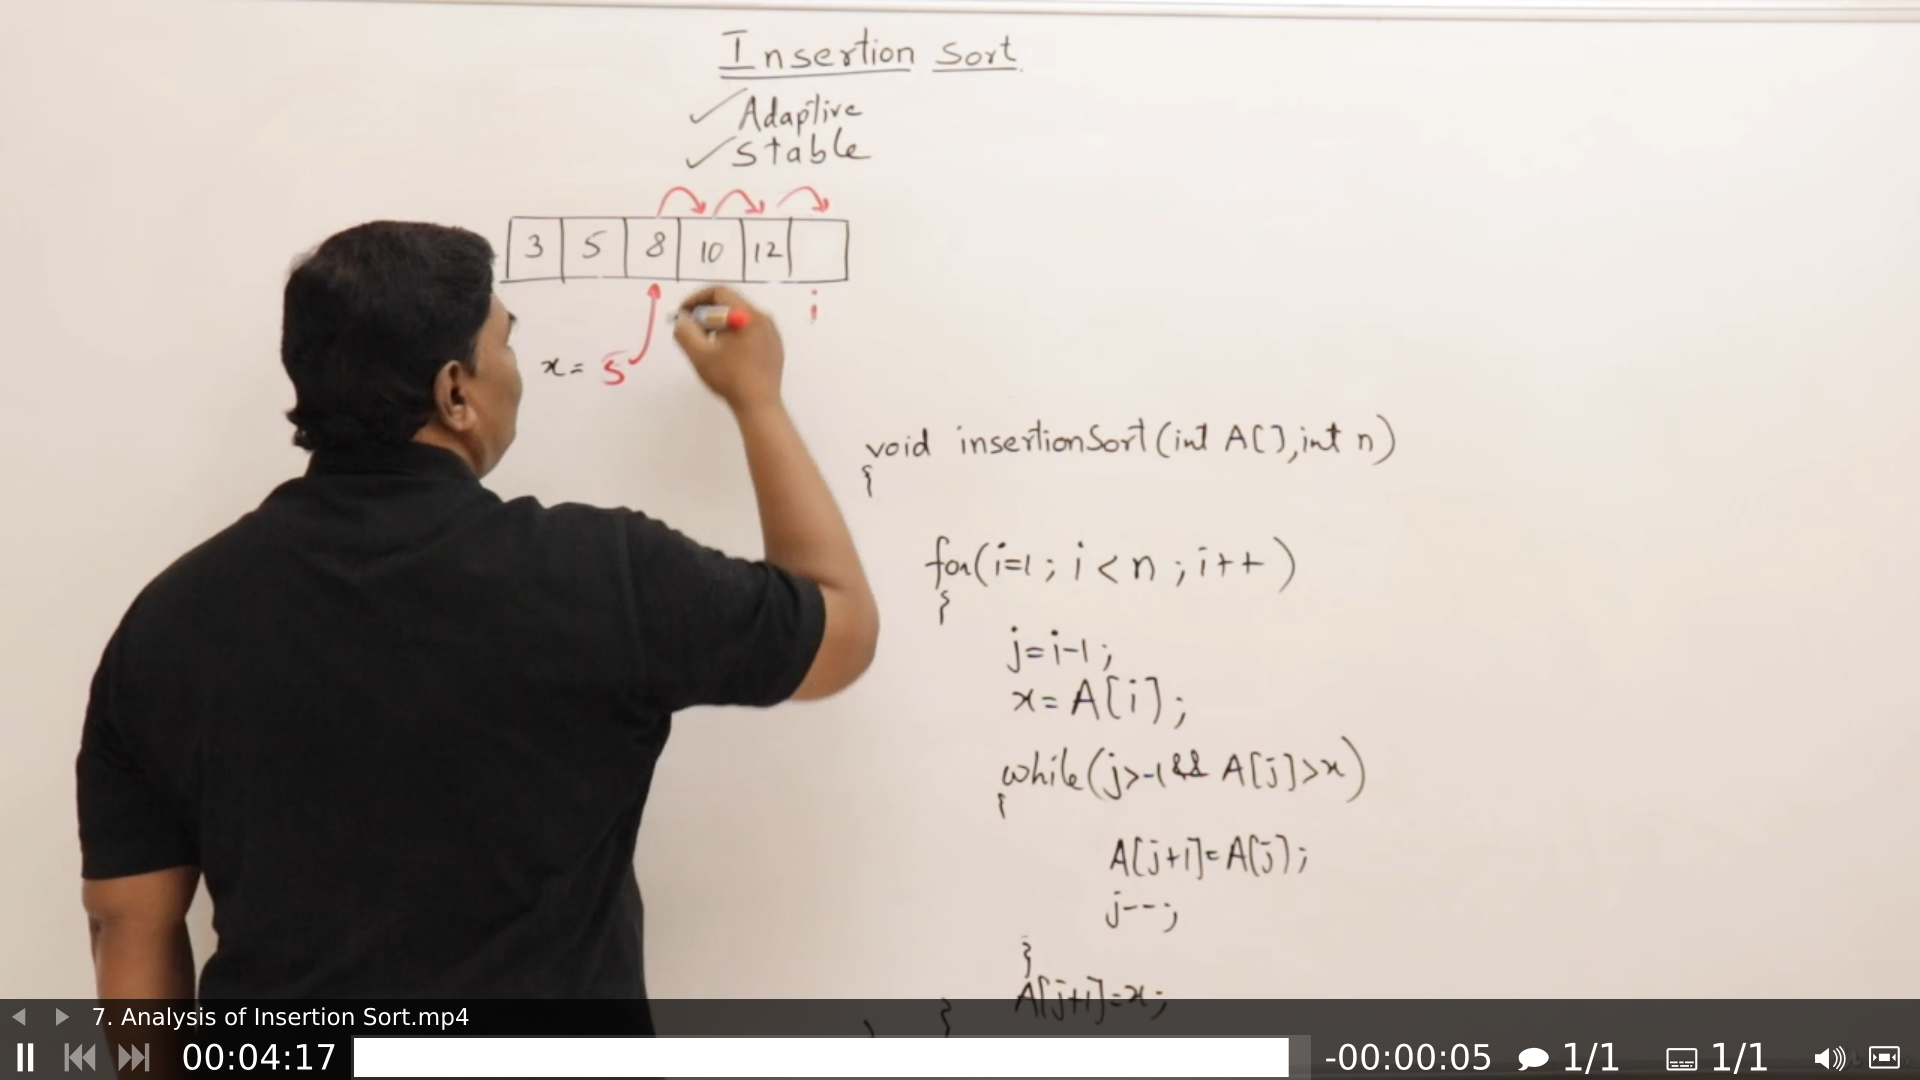 Insertion Sort.
Adaptive
Stable
3 5 8 10 12
i
x = 5
void insertionSort(int A[], int n)
{
for(i=1; i<n; i++)
{
j=i-1;
x=A[i];
while(j>-1 && A[j]>x)
{
A[j+1]=A[j];
j--;
}
A[j+1]=x;
}
7. Analysis of Insertion Sort.mp4
00:04:17 -00:00:05 1/1 1/1